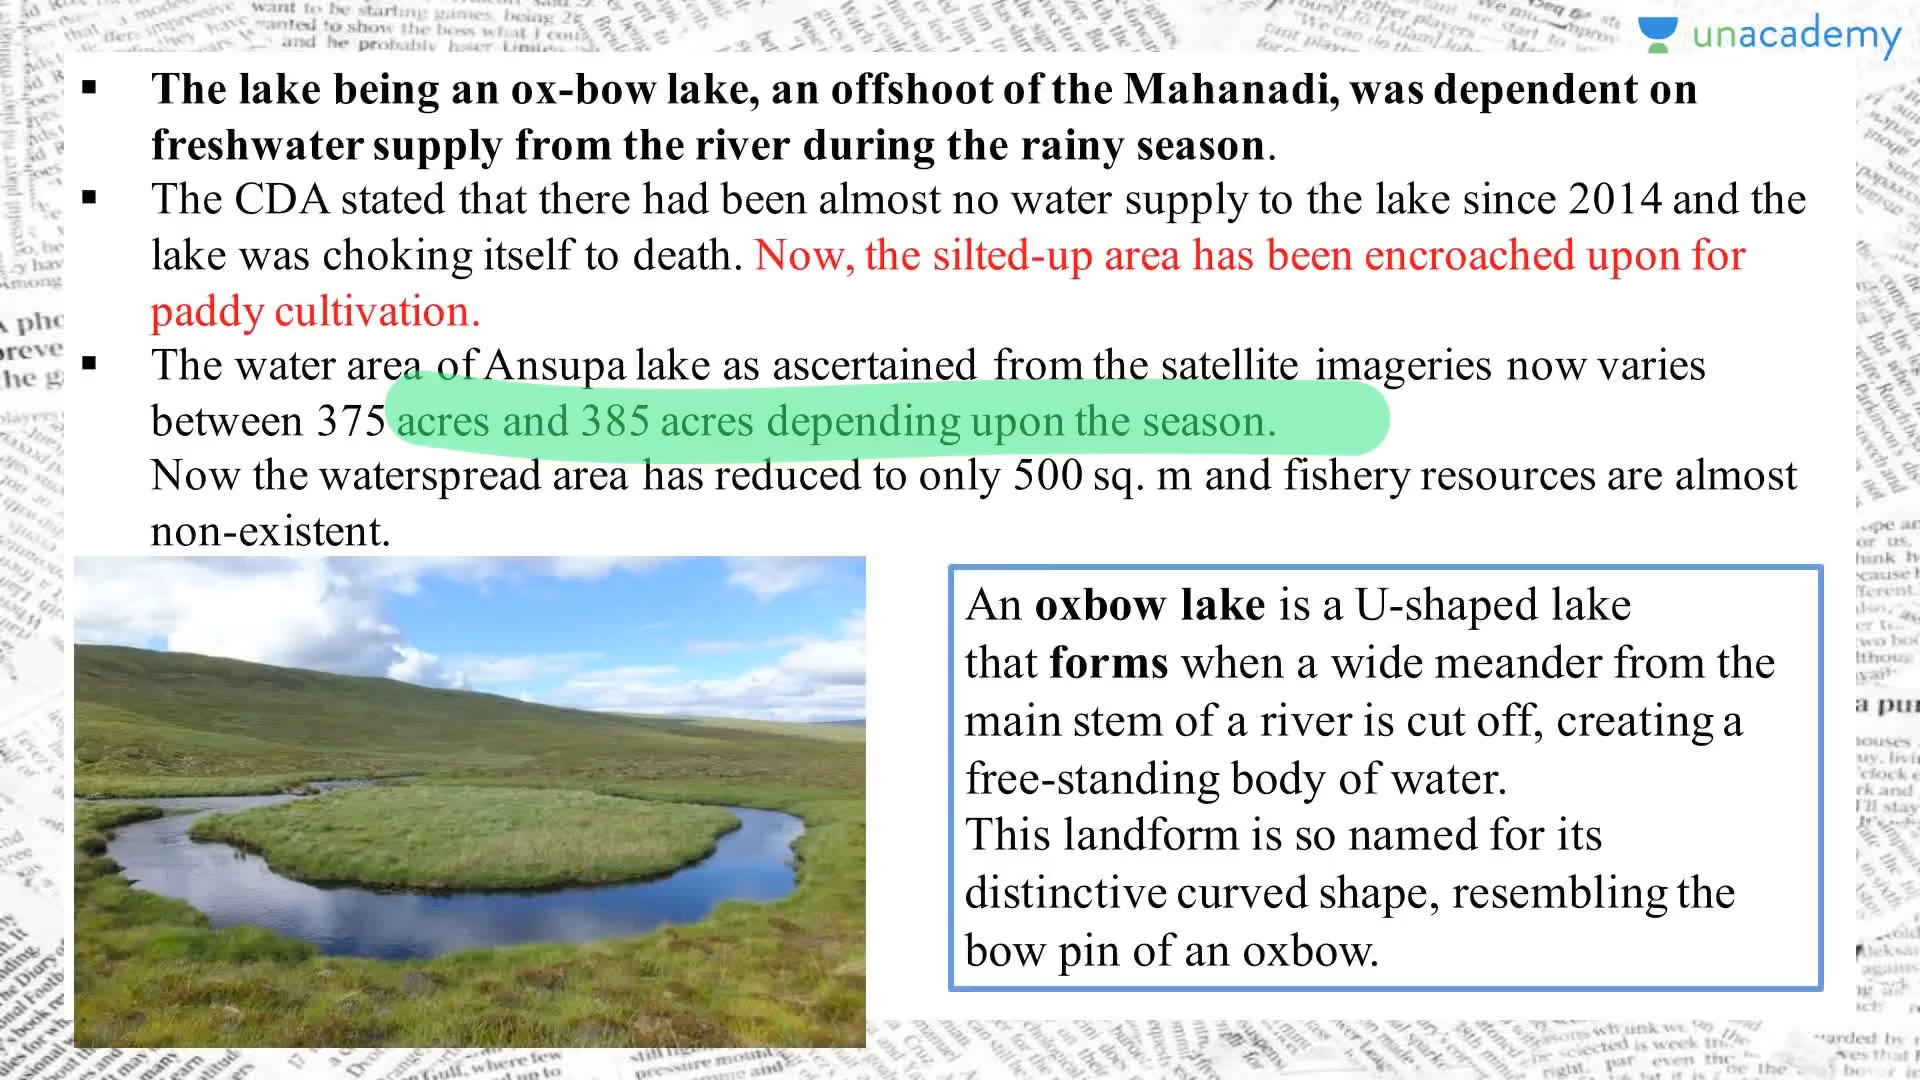 unacademy
▪ The lake being an ox-bow lake, an offshoot of the Mahanadi, was dependent on
freshwater supply from the river during the rainy season.
▪ The CDA stated that there had been almost no water supply to the lake since 2014 and the
lake was choking itself to death. Now, the silted-up area has been encroached upon for
paddy cultivation.
▪ The water area of Ansupa lake as ascertained from the satellite imageries now varies
between 375 acres and 385 acres depending upon the season.
Now the waterspread area has reduced to only 500 sq. m and fishery resources are almost
non-existent.
An oxbow lake is a U-shaped lake
that forms when a wide meander from the
main stem of a river is cut off, creating a
free-standing body of water.
This landform is so named for its
distinctive curved shape, resembling the
bow pin of an oxbow.